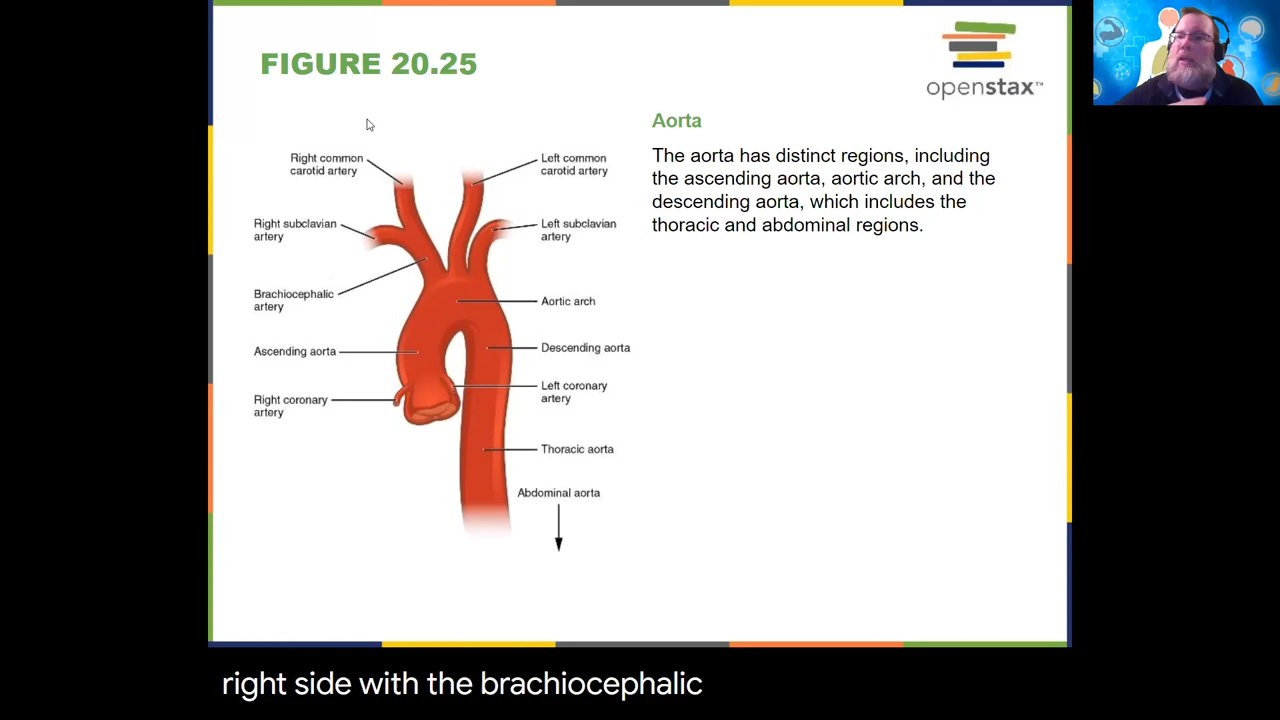 FIGURE 20.25
openstax™
Aorta
The aorta has distinct regions, including
the ascending aorta, aortic arch, and the
descending aorta, which includes the
thoracic and abdominal regions.
Right common
carotid artery
Left common
carotid artery
Right subclavian
artery
Left subclavian
artery
Brachiocephalic
artery
Aortic arch
Ascending aorta
Descending aorta
Right coronary
artery
Left coronary
artery
Thoracic aorta
Abdominal aorta
right side with the brachiocephalic